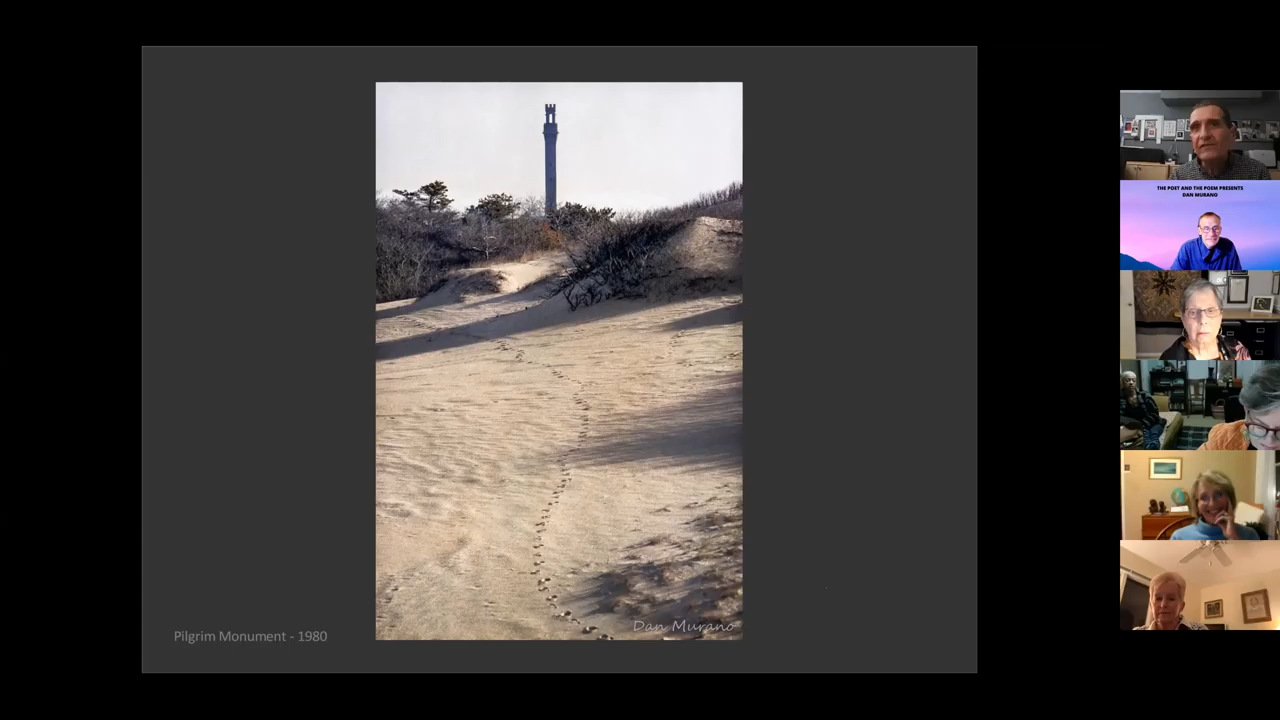 THE POET AND THE POEM PRESENTS
DAN MURANO
Pilgrim Monument - 1980
Dan Murano